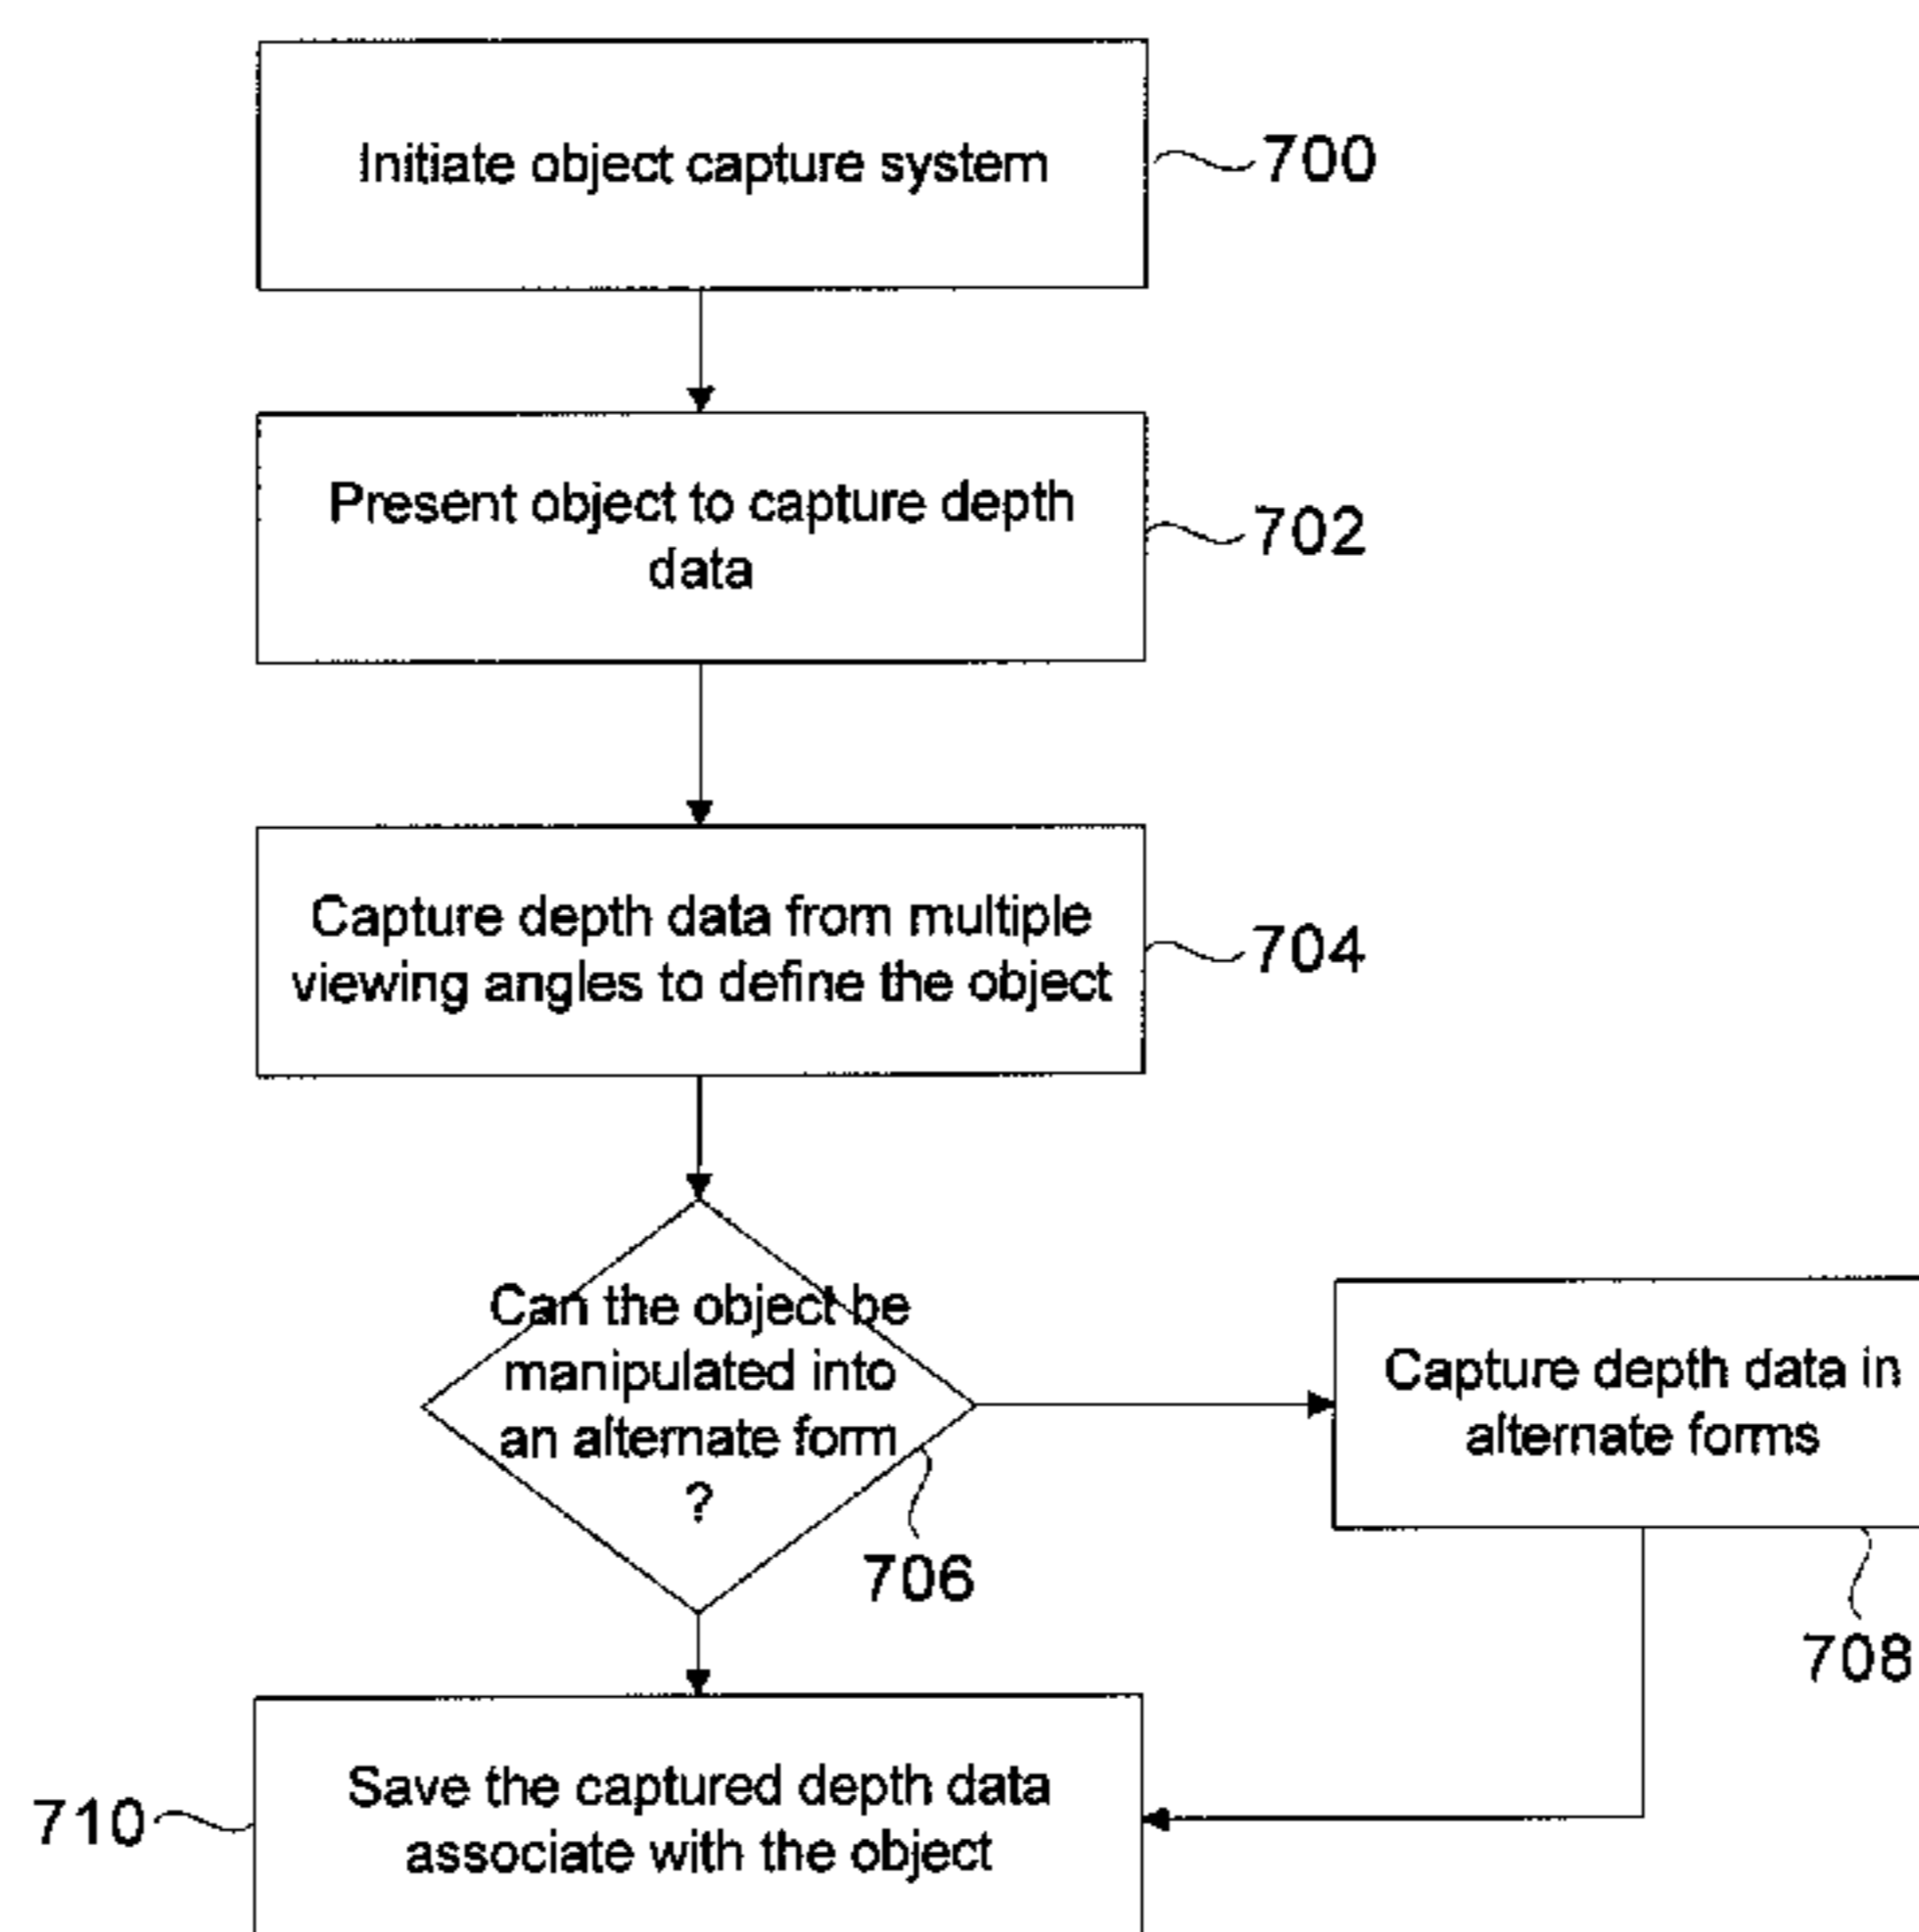 Initiate object capture system
700
Present object to capture depth
data
702
Capture depth data from multiple
viewing angles to define the object
704
Can the object be
manipulated into
an alternate form
?
706
Capture depth data in
alternate forms
708
Save the captured depth data
associate with the object
710